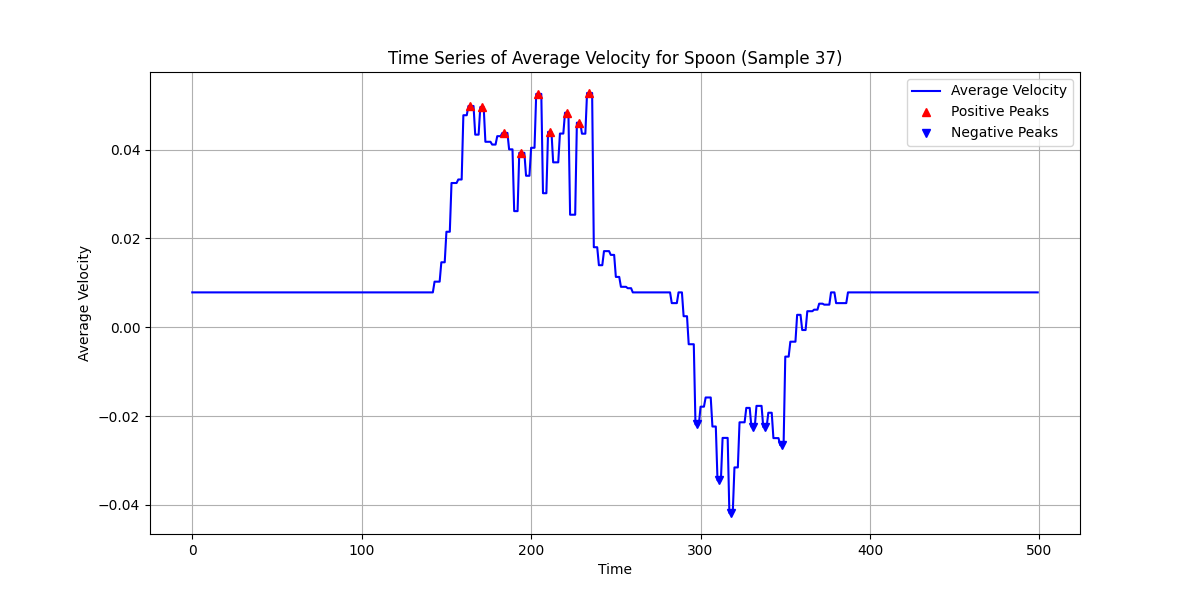 Time Series of Average Velocity for Spoon (Sample 37)
Average Velocity
Positive Peaks
Negative Peaks
Average Velocity
0.04
0.02
0.00
−0.02
−0.04
0
100
200
300
400
500
Time